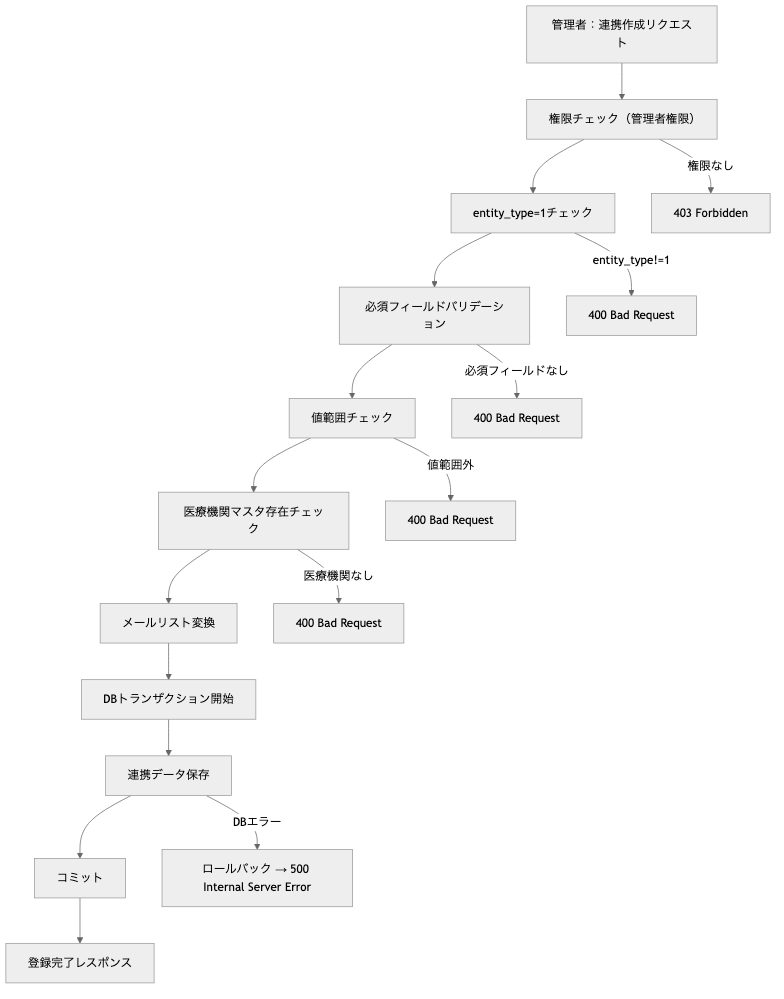 管理者：連携作成リクエス
ト
権限チェック（管理者権限）
権限なし
entity_type=1チェック
403 Forbidden
entity_type!=1
必須フィールドバリデーシ
ョン
400 Bad Request
必須フィールドなし
値範囲チェック
400 Bad Request
値範囲外
医療機関マスタ存在チェッ
ク
400 Bad Request
医療機関なし
メールリスト変換
400 Bad Request
DBトランザクション開始
連携データ保存
DBエラー
コミット
ロールバック → 500
Internal Server Error
登録完了レスポンス